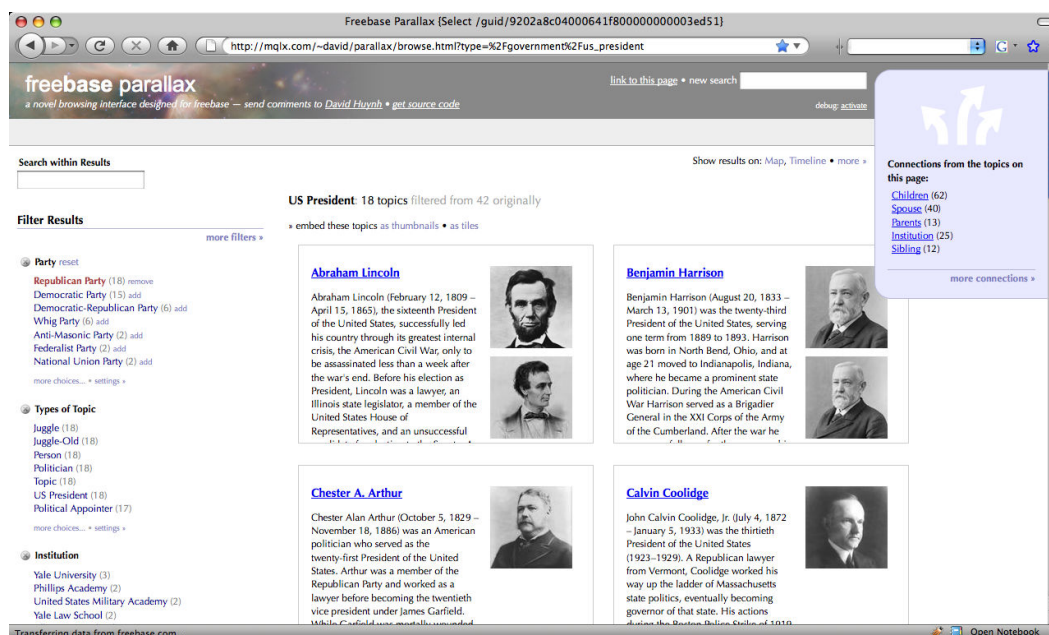 Freebase Parallax {Select /guid/9202a8c04000641f800000000003ed51}
http://mqlx.com/~david/parallax/browse.html?type=%2Fgovernment%2Fus_president
freebase parallax
a novel browsing interface designed for freebase — send comments to David Huynh • get source code
link to this page • new search
debug: activate
Connections from the topics on
this page:
Children (62)
Spouse (40)
Parents (13)
Institution (25)
Sibling (12)
more connections »
Search within Results
Filter Results
more filters »
Party reset
Republican Party (18) remove
Democratic Party (15) add
Democratic-Republican Party (6) add
Whig Party (6) add
Anti-Masonic Party (2) add
Federalist Party (2) add
National Union Party (2) add
more choices... • settings »
Types of Topic
Juggle (18)
Juggle-Old (18)
Person (18)
Politician (18)
Topic (18)
US President (18)
Political Appointer (17)
more choices... • settings »
Institution
Yale University (3)
Phillips Academy (2)
United States Military Academy (2)
Yale Law School (2)
Show results on: Map, Timeline • more »
US President: 18 topics filtered from 42 originally
» embed these topics as thumbnails • as tiles
Abraham Lincoln
Abraham Lincoln (February 12, 1809 –
April 15, 1865), the sixteenth President
of the United States, successfully led
his country through its greatest internal
crisis, the American Civil War, only to
be assassinated less than a week after
the war's end. Before his election as
President, Lincoln was a lawyer, an
Illinois state legislator, a member of the
United States House of
Representatives, and an unsuccessful
Benjamin Harrison
Benjamin Harrison (August 20, 1833 –
March 13, 1901) was the twenty-third
President of the United States, serving
one term from 1889 to 1893. Harrison
was born in North Bend, Ohio, and at
age 21 moved to Indianapolis, Indiana,
where he became a prominent state
politician. During the American Civil
War Harrison served as a Brigadier
General in the XXI Corps of the Army
of the Cumberland. After the war he
Chester A. Arthur
Chester Alan Arthur (October 5, 1829 –
November 18, 1886) was an American
politician who served as the
twenty-first President of the United
States. Arthur was a member of the
Republican Party and worked as a
lawyer before becoming the twentieth
vice president under James Garfield.
While Garfield was mortally wounded
Calvin Coolidge
John Calvin Coolidge, Jr. (July 4, 1872
– January 5, 1933) was the thirtieth
President of the United States
(1923–1929). A Republican lawyer
from Vermont, Coolidge worked his
way up the ladder of Massachusetts
state politics, eventually becoming
governor of that state. His actions
during the Boston Police Strike of 1919
Transferring data from freebase.com...
Open Notebook